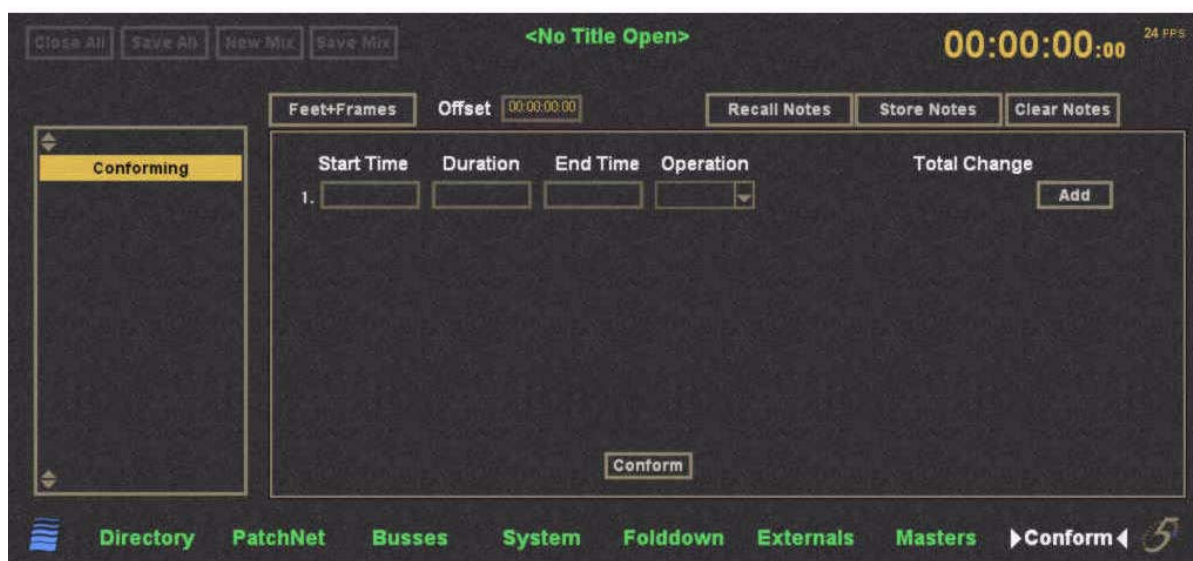 Close All Save All New Mix Save Mix <No Title Open> 00:00:00:00 24 FPS
Feet+Frames Offset 00:00:00:00 Recall Notes Store Notes Clear Notes
Conforming
Start Time Duration End Time Operation Total Change
1. Add
Conform
Directory PatchNet Busses System Folddown Externals Masters Conform 5